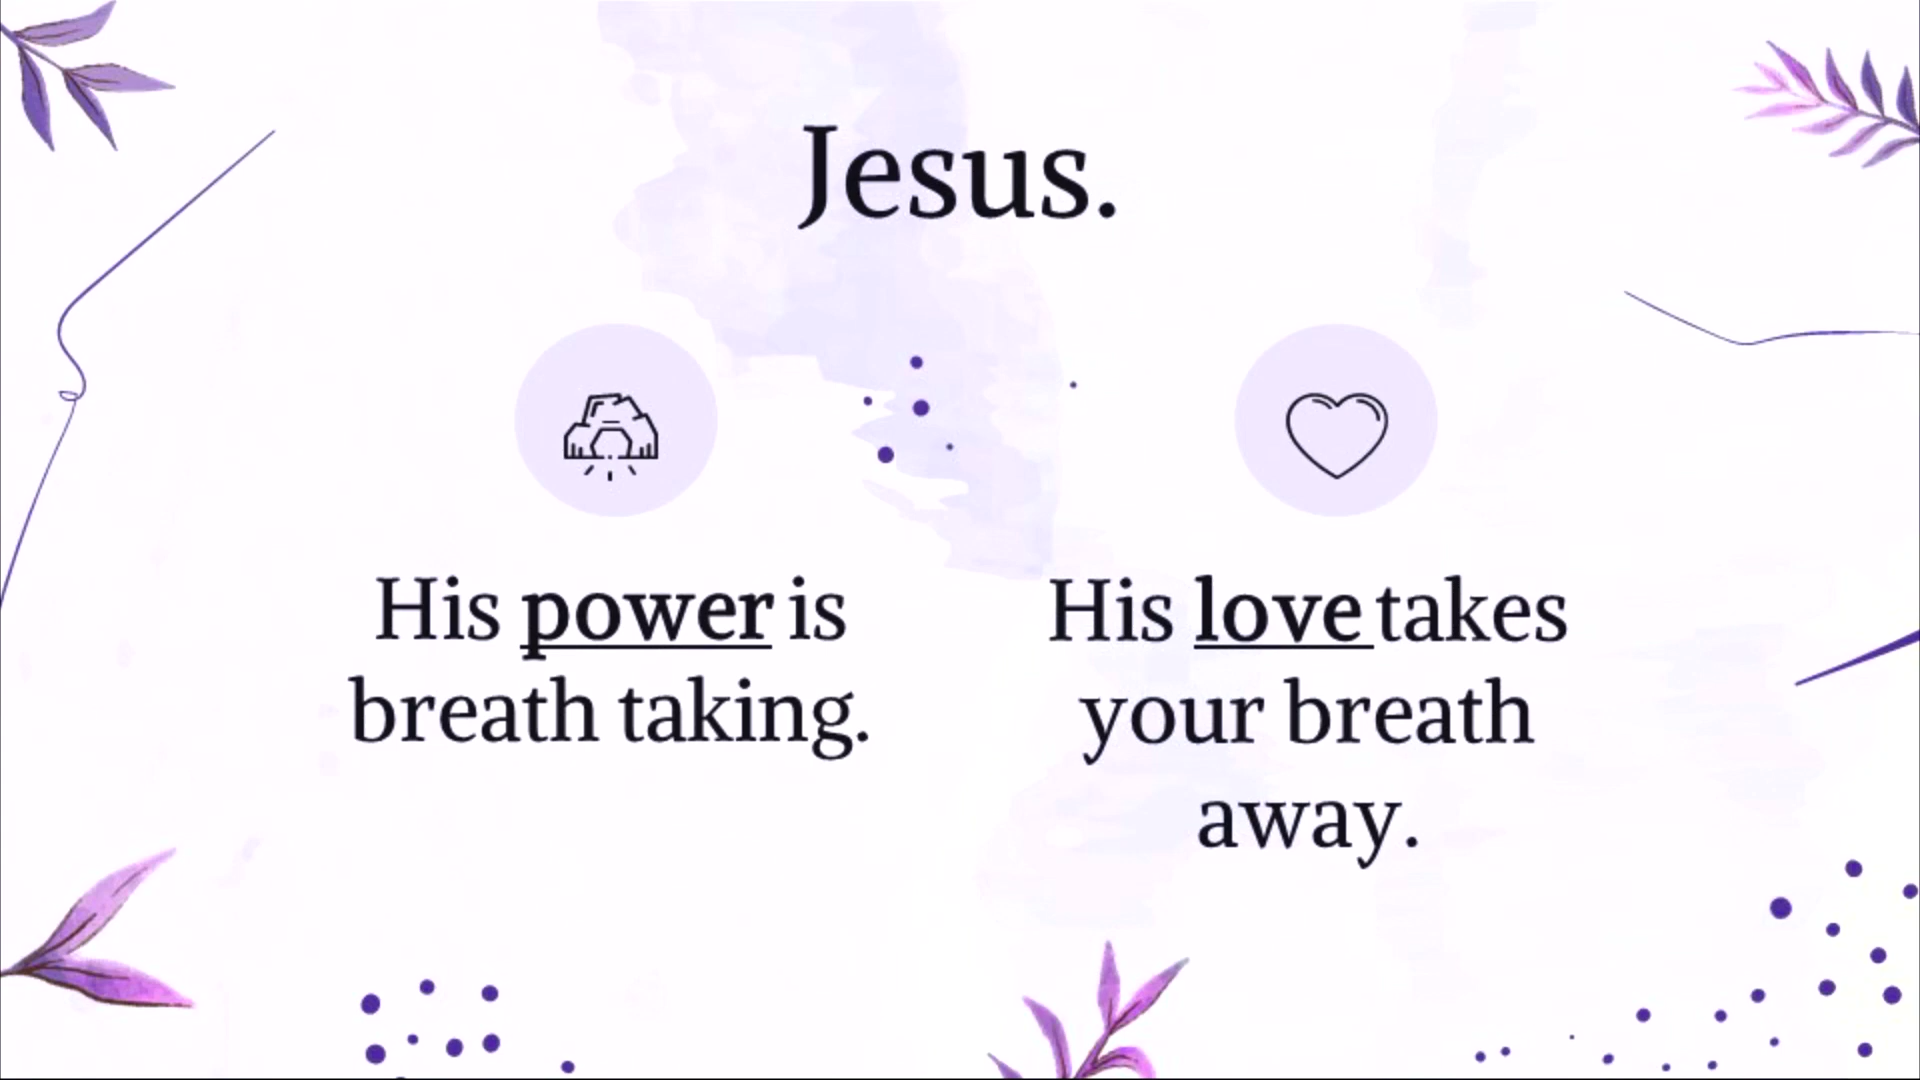 Jesus.
His power is
breath taking.
His love takes
your breath
away.